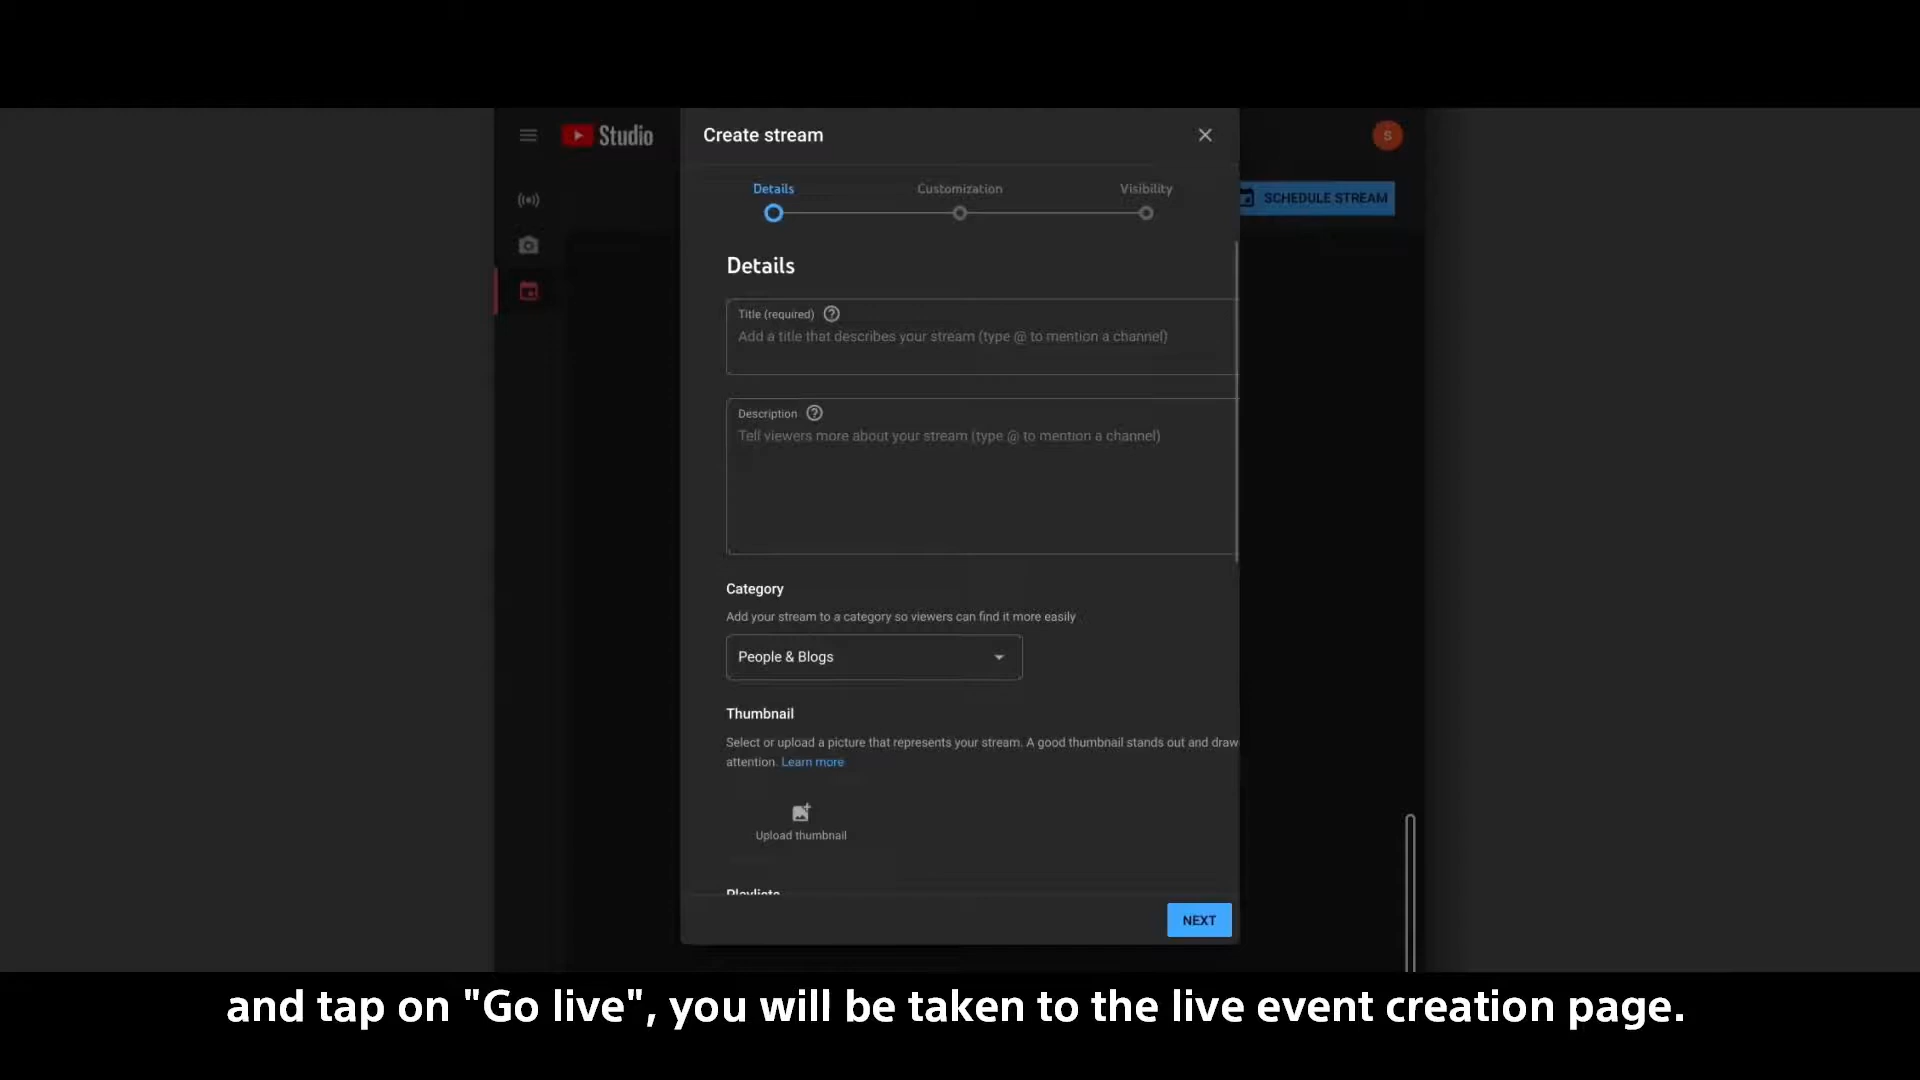 Studio
Create stream
S
Details
Customization
Visibility
SCHEDULE STREAM
Details
Title (required)
Add a title that describes your stream (type @ to mention a channel)
Description
Tell viewers more about your stream (type @ to mention a channel)
Category
Add your stream to a category so viewers can find it more easily
People & Blogs
Thumbnail
Select or upload a picture that represents your stream. A good thumbnail stands out and draw
attention. Learn more
Upload thumbnail
Playlists
NEXT
and tap on "Go live", you will be taken to the live event creation page.